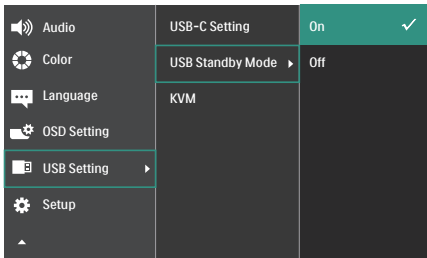 Audio
Color
Language
OSD Setting
USB Setting
Setup
USB-C Setting
USB Standby Mode
KVM
On
Off